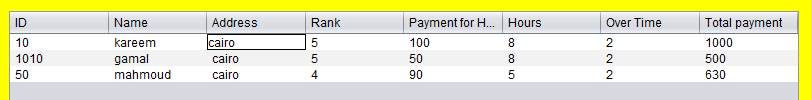 ID Name Address Rank Payment for H... Hours Over Time Total payment
10 kareem cairo 5 100 8 2 1000
1010 gamal cairo 5 50 8 2 500
50 mahmoud cairo 4 90 5 2 630